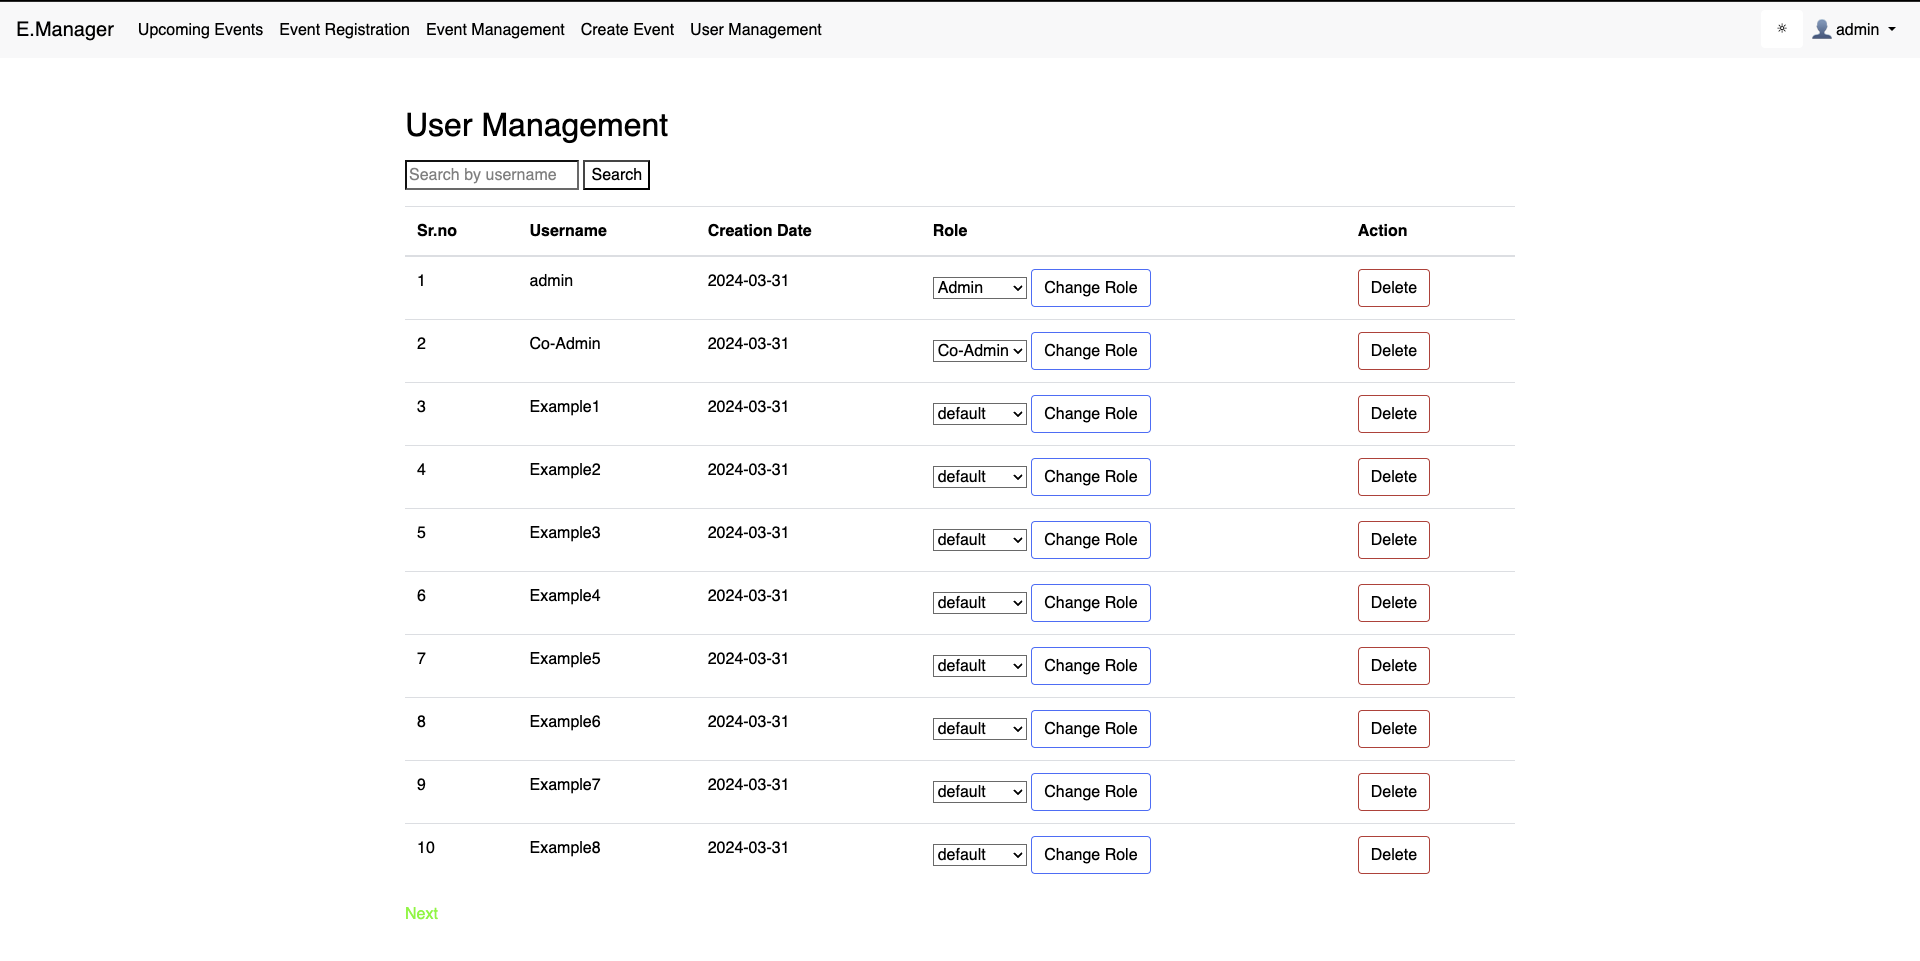 E.Manager Upcoming Events Event Registration Event Management Create Event User Management admin
User Management
Search by username Search
Sr.no Username Creation Date Role Action
1 admin 2024-03-31 Admin Change Role Delete
2 Co-Admin 2024-03-31 Co-Admin Change Role Delete
3 Example1 2024-03-31 default Change Role Delete
4 Example2 2024-03-31 default Change Role Delete
5 Example3 2024-03-31 default Change Role Delete
6 Example4 2024-03-31 default Change Role Delete
7 Example5 2024-03-31 default Change Role Delete
8 Example6 2024-03-31 default Change Role Delete
9 Example7 2024-03-31 default Change Role Delete
10 Example8 2024-03-31 default Change Role Delete
Next